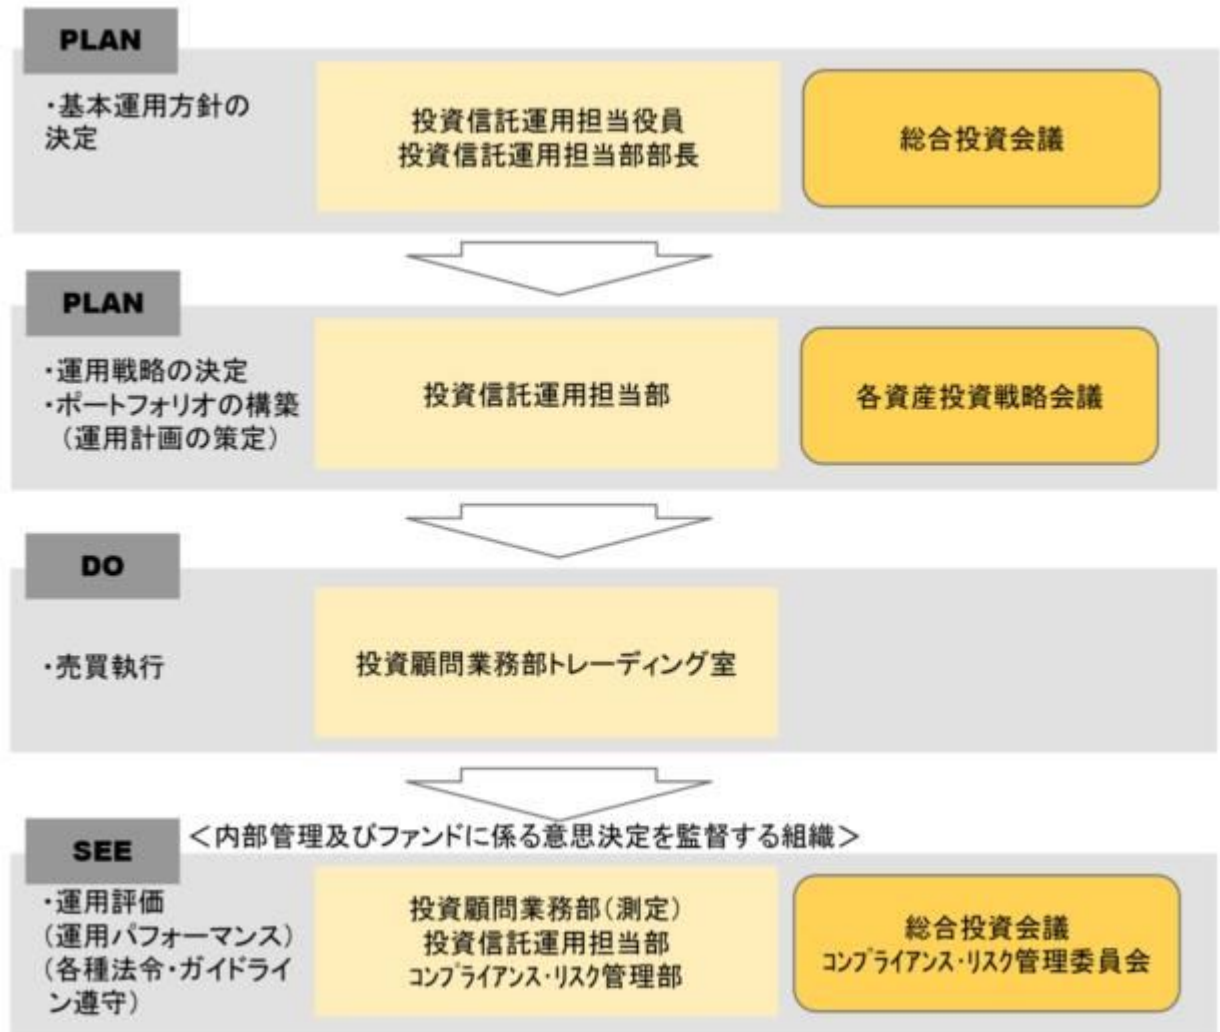 PLAN
・基本運用方針の
決定
投資信託運用担当役員
投資信託運用担当部部長
総合投資会議
PLAN
・運用戦略の決定
・ポートフォリオの構築
（運用計画の策定）
投資信託運用担当部
各資産投資戦略会議
DO
・売買執行
投資顧問業務部トレーディング室
SEE
＜内部管理及びファンドに係る意思決定を監督する組織＞
・運用評価
（運用パフォーマンス）
（各種法令・ガイドライ
ン遵守）
投資顧問業務部（測定）
投資信託運用担当部
ｺﾝﾌﾟﾗｲｱﾝｽ・ﾘｽｸ管理部
総合投資会議
ｺﾝﾌﾟﾗｲｱﾝｽ・ﾘｽｸ管理委員会